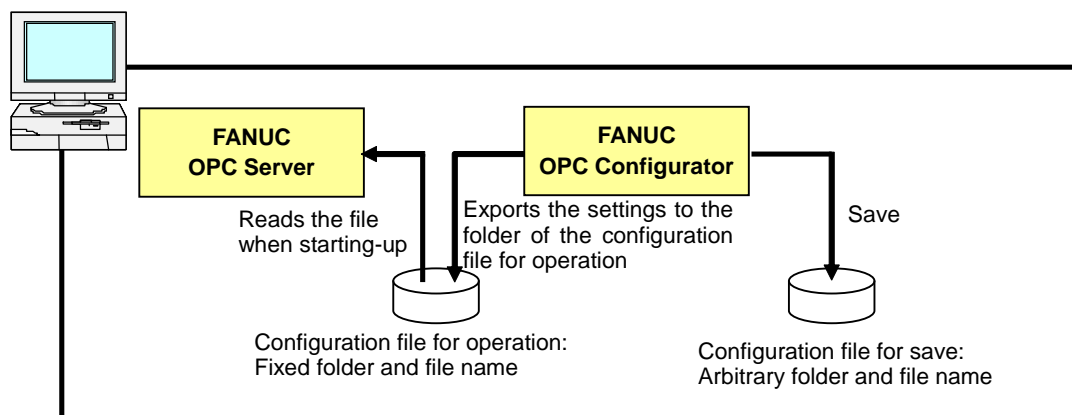 FANUC
OPC Server
FANUC
OPC Configurator
Reads the file
when starting-up
Exports the settings to the
folder of the configuration
file for operation
Save
Configuration file for operation:
Fixed folder and file name
Configuration file for save:
Arbitrary folder and file name